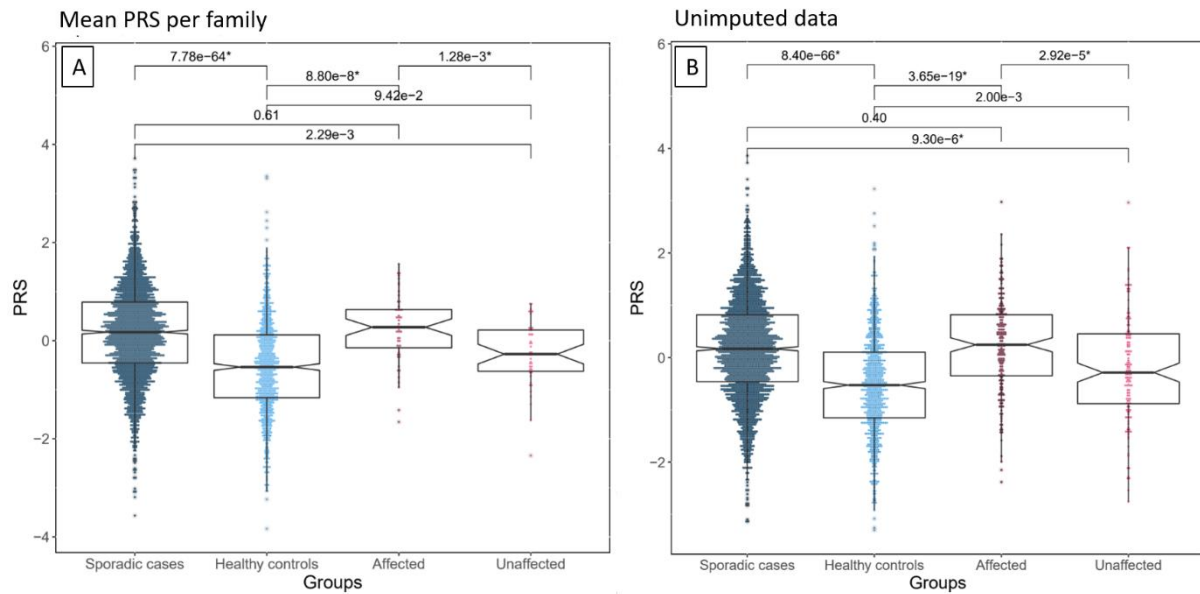 Mean PRS per family
A
7.78e−64*
1.28e−3*
8.80e−8*
9.42e−2
0.61
2.29e−3
6
4
2
0
−2
−4
PRS
Sporadic cases
Healthy controls
Affected
Unaffected
Groups
Unimputed data
B
8.40e−66*
2.92e−5*
3.65e−19*
2.00e−3
0.40
9.30e−6*
6
4
2
0
−2
PRS
Sporadic cases
Healthy controls
Affected
Unaffected
Groups